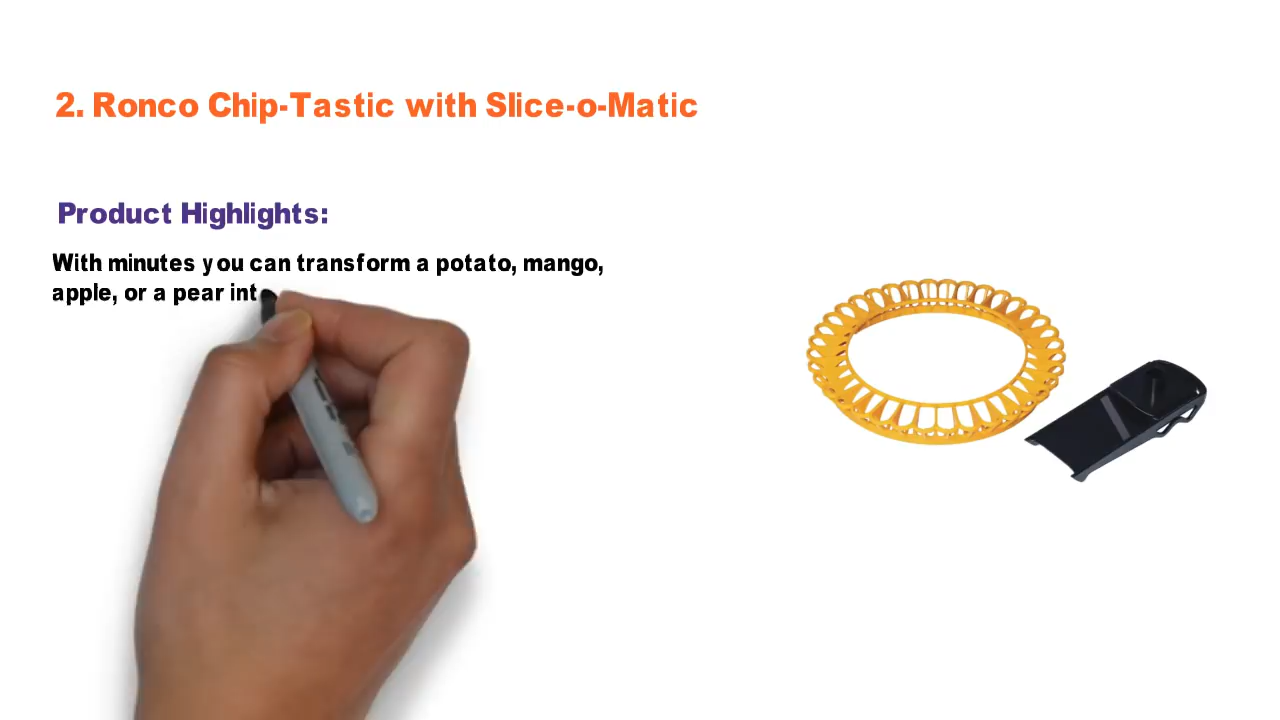 2. Ronco Chip-Tastic with Slice-o-Matic
Product Highlights:
With minutes you can transform a potato, mango,
apple, or a pear int